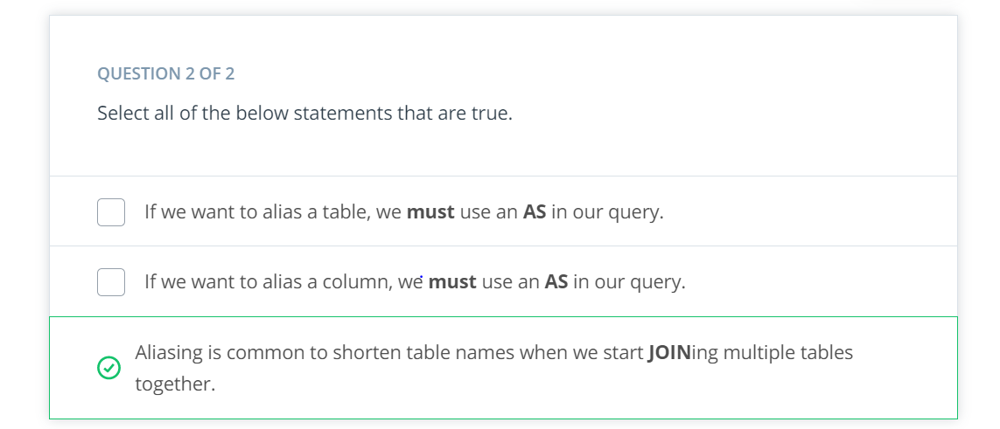 QUESTION 2 OF 2
Select all of the below statements that are true.
If we want to alias a table, we must use an AS in our query.
If we want to alias a column, we must use an AS in our query.
Aliasing is common to shorten table names when we start JOINing multiple tables
together.